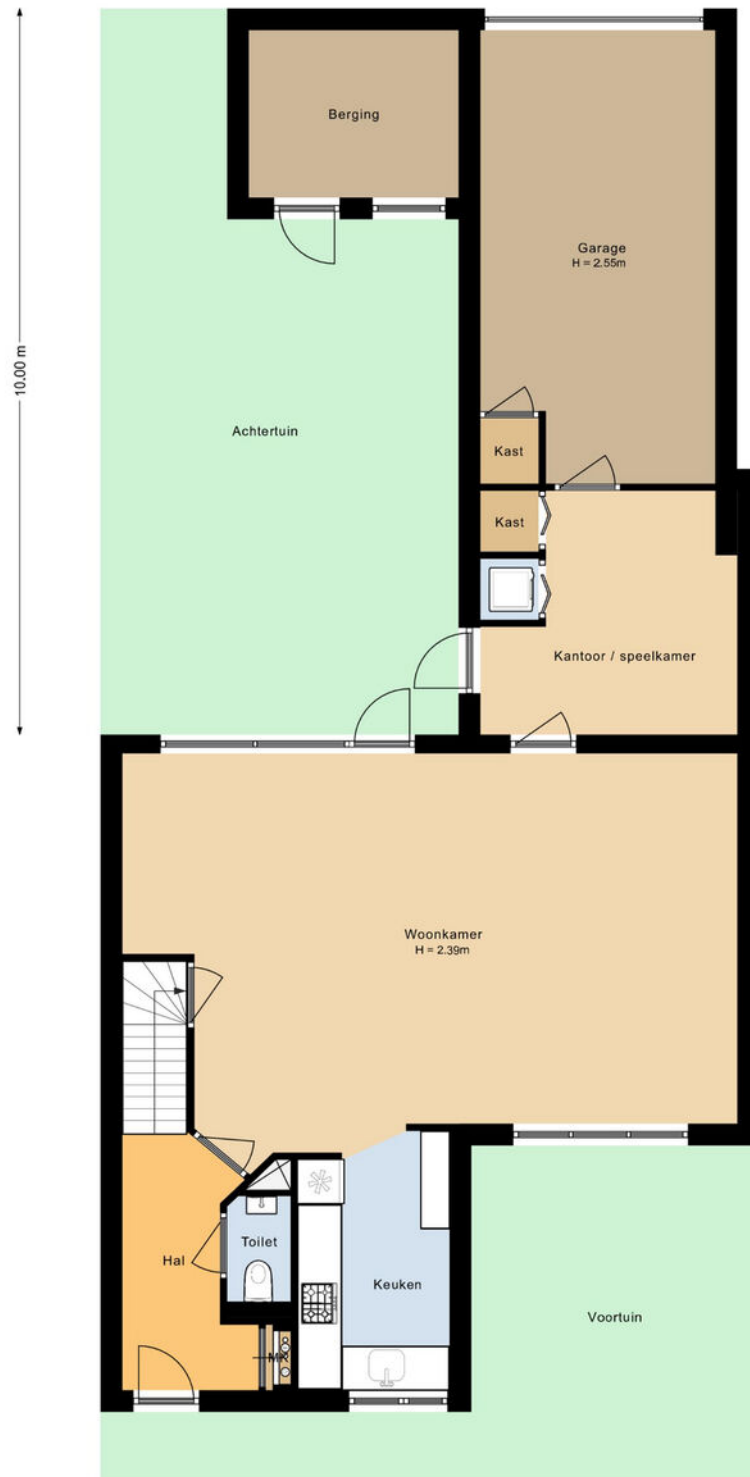 Berging
Garage
H = 2.55m
10.00 m
Achtertuin
Kast
Kast
Kantoor / speelkamer
Woonkamer
H = 2.39m
Toilet
Hal
Keuken
Voortuin
MK